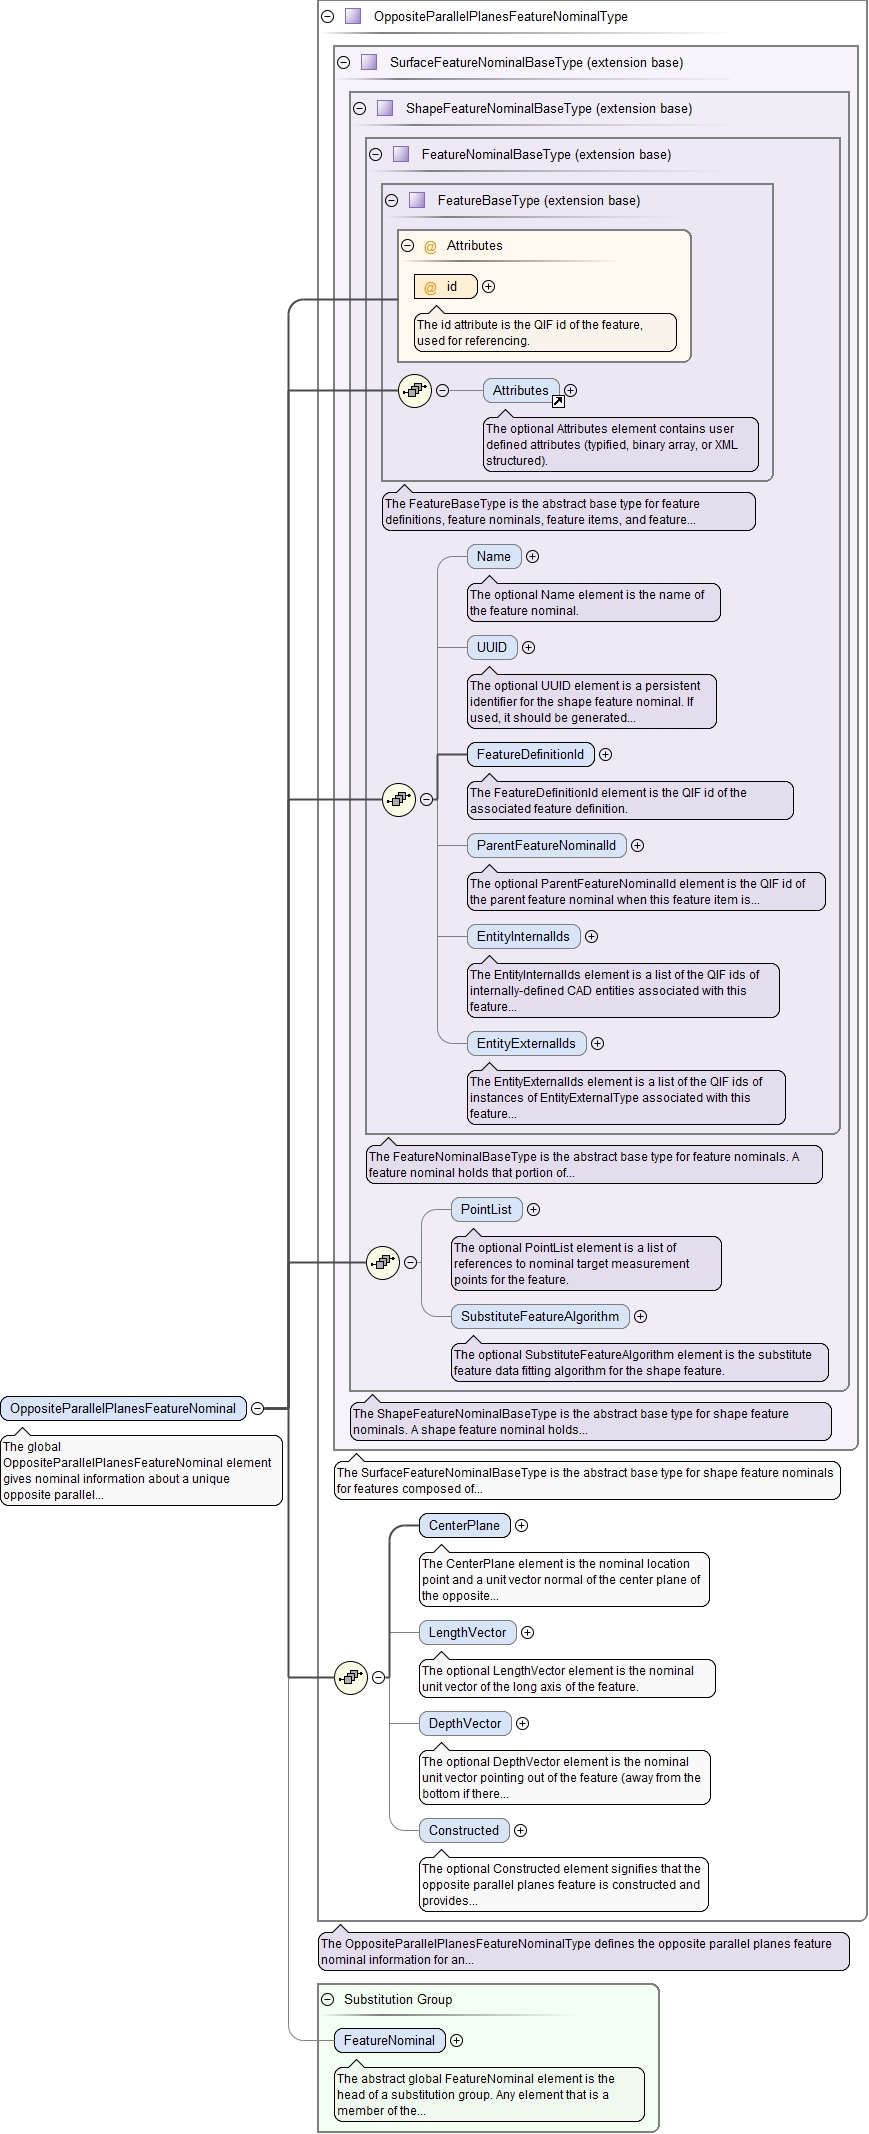 OppositeParallelPlanesFeatureNominalType
SurfaceFeatureNominalBaseType (extension base)
ShapeFeatureNominalBaseType (extension base)
FeatureNominalBaseType (extension base)
FeatureBaseType (extension base)
@ Attributes
@ id
The id attribute is the QIF id of the feature,
used for referencing.
Attributes
The optional Attributes element contains user
defined attributes (typified, binary array, or XML
structured).
The FeatureBaseType is the abstract base type for feature
definitions, feature nominals, feature items, and feature...
Name
The optional Name element is the name of
the feature nominal.
UUID
The optional UUID element is a persistent
identifier for the shape feature nominal. If
used, it should be generated...
FeatureDefinitionId
The FeatureDefinitionId element is the QIF id of the
associated feature definition.
ParentFeatureNominalId
The optional ParentFeatureNominalId element is the QIF id of
the parent feature nominal when this feature item is...
EntityInternalIds
The EntityInternalIds element is a list of the QIF ids of
internally-defined CAD entities associated with this
feature...
EntityExternalIds
The EntityExternalIds element is a list of the QIF ids of
instances of EntityExternalType associated with this
feature...
The FeatureNominalBaseType is the abstract base type for feature nominals. A
feature nominal holds that portion of...
PointList
The optional PointList element is a list of
references to nominal target measurement
points for the feature.
SubstituteFeatureAlgorithm
The optional SubstituteFeatureAlgorithm element is the substitute
feature data fitting algorithm for the shape feature.
The ShapeFeatureNominalBaseType is the abstract base type for shape feature
nominals. A shape feature nominal holds...
OppositeParallelPlanesFeatureNominal
The global
OppositeParallelPlanesFeatureNominal element
gives nominal information about a unique
opposite parallel...
The SurfaceFeatureNominalBaseType is the abstract base type for shape feature nominals
for features composed of...
CenterPlane
The CenterPlane element is the nominal location
point and a unit vector normal of the center plane of
the opposite...
LengthVector
The optional LengthVector element is the nominal
unit vector of the long axis of the feature.
DepthVector
The optional DepthVector element is the nominal
unit vector pointing out of the feature (away from the
bottom if there...
Constructed
The optional Constructed element signifies that the
opposite parallel planes feature is constructed and
provides...
The OppositeParallelPlanesFeatureNominalType defines the opposite parallel planes feature
nominal information for an...
Substitution Group
FeatureNominal
The abstract global FeatureNominal element is the
head of a substitution group. Any element that is a
member of the...